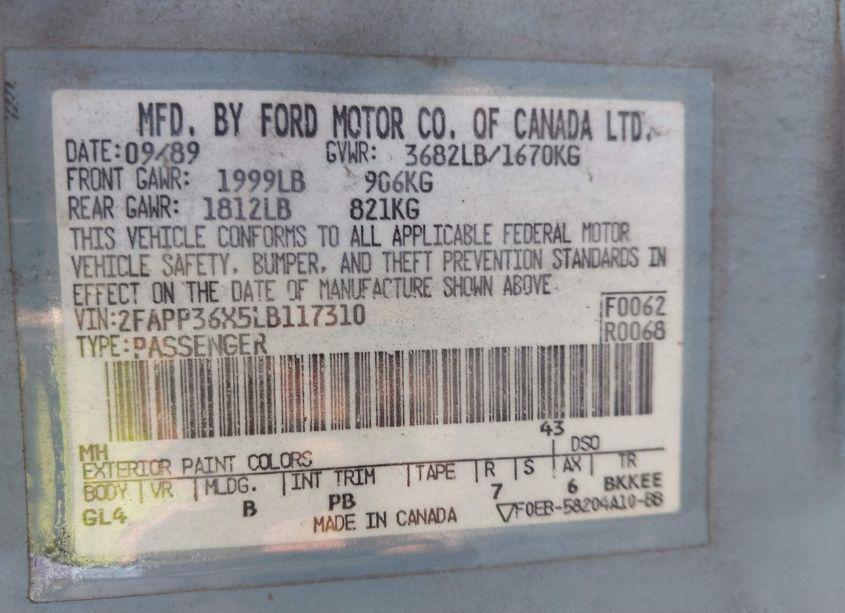 MFD. BY FORD MOTOR CO. OF CANADA LTD.
DATE: 09/89 GVWR: 3682LB/1670KG
FRONT GAWR: 1999LB 906KG
REAR GAWR: 1812LB 821KG
THIS VEHICLE CONFORMS TO ALL APPLICABLE FEDERAL MOTOR
VEHICLE SAFETY, BUMPER, AND THEFT PREVENTION STANDARDS IN
EFFECT ON THE DATE OF MANUFACTURE SHOWN ABOVE
VIN: 2FAPP36X5LB117310 F0062
TYPE: PASSENGER R0068
43
MH DSO
EXTERIOR PAINT COLORS
BODY VR MLDG. INT TRIM TAPE R S AX TR
GL4 B PB 7 6 BKKEE
MADE IN CANADA ▽F0EB-58204A10-BB